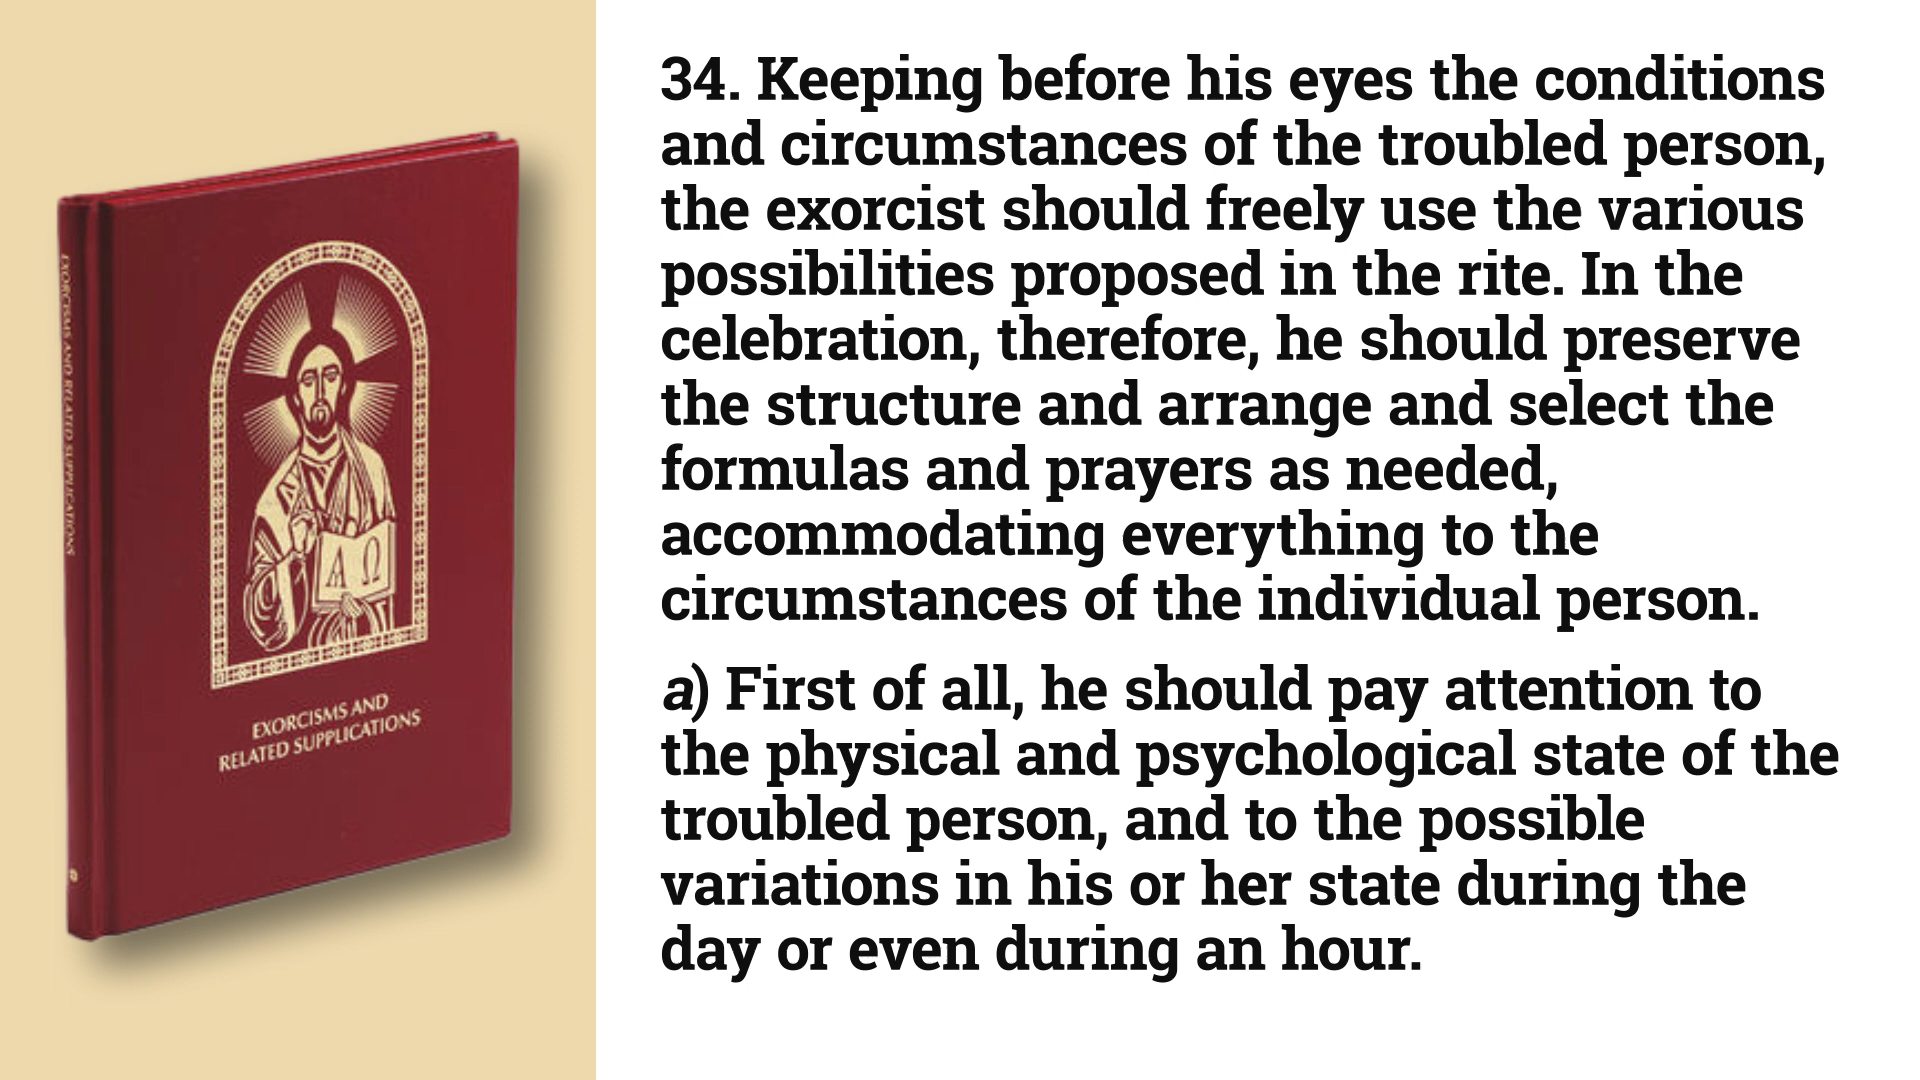 EXORCISMS AND RELATED SUPPLICATIONS
Α Ω
EXORCISMS AND
RELATED SUPPLICATIONS
34. Keeping before his eyes the conditions
and circumstances of the troubled person,
the exorcist should freely use the various
possibilities proposed in the rite. In the
celebration, therefore, he should preserve
the structure and arrange and select the
formulas and prayers as needed,
accommodating everything to the
circumstances of the individual person.
a) First of all, he should pay attention to
the physical and psychological state of the
troubled person, and to the possible
variations in his or her state during the
day or even during an hour.